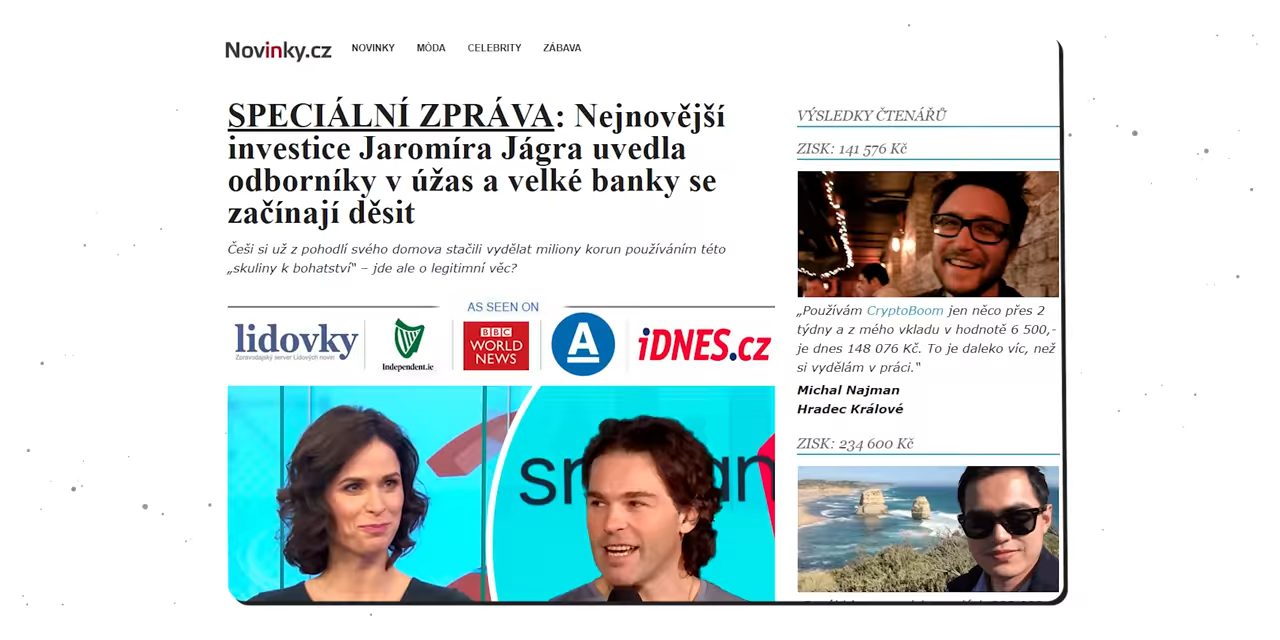 Novinky.cz NOVINKY MÓDA CELEBRITY ZÁBAVA
SPECIÁLNÍ ZPRÁVA: Nejnovější
investice Jaromíra Jágra uvedla
odborníky v úžas a velké banky se
začínají děsit
Češi si už z pohodlí svého domova stačili vydělat miliony korun používáním této
„skuliny k bohatství“ – jde ale o legitimní věc?
AS SEEN ON
lidovky
Zpravodajský server Lidových novin
Independent.ie
BBC
WORLD
NEWS
A
iDNES.cz
VÝSLEDKY ČTENÁŘŮ
ZISK: 141 576 Kč
„Používám CryptoBoom jen něco přes 2
týdny a z mého vkladu v hodnotě 6 500,-
je dnes 148 076 Kč. To je daleko víc, než
si vydělám v práci.“
Michal Najman
Hradec Králové
ZISK: 234 600 Kč